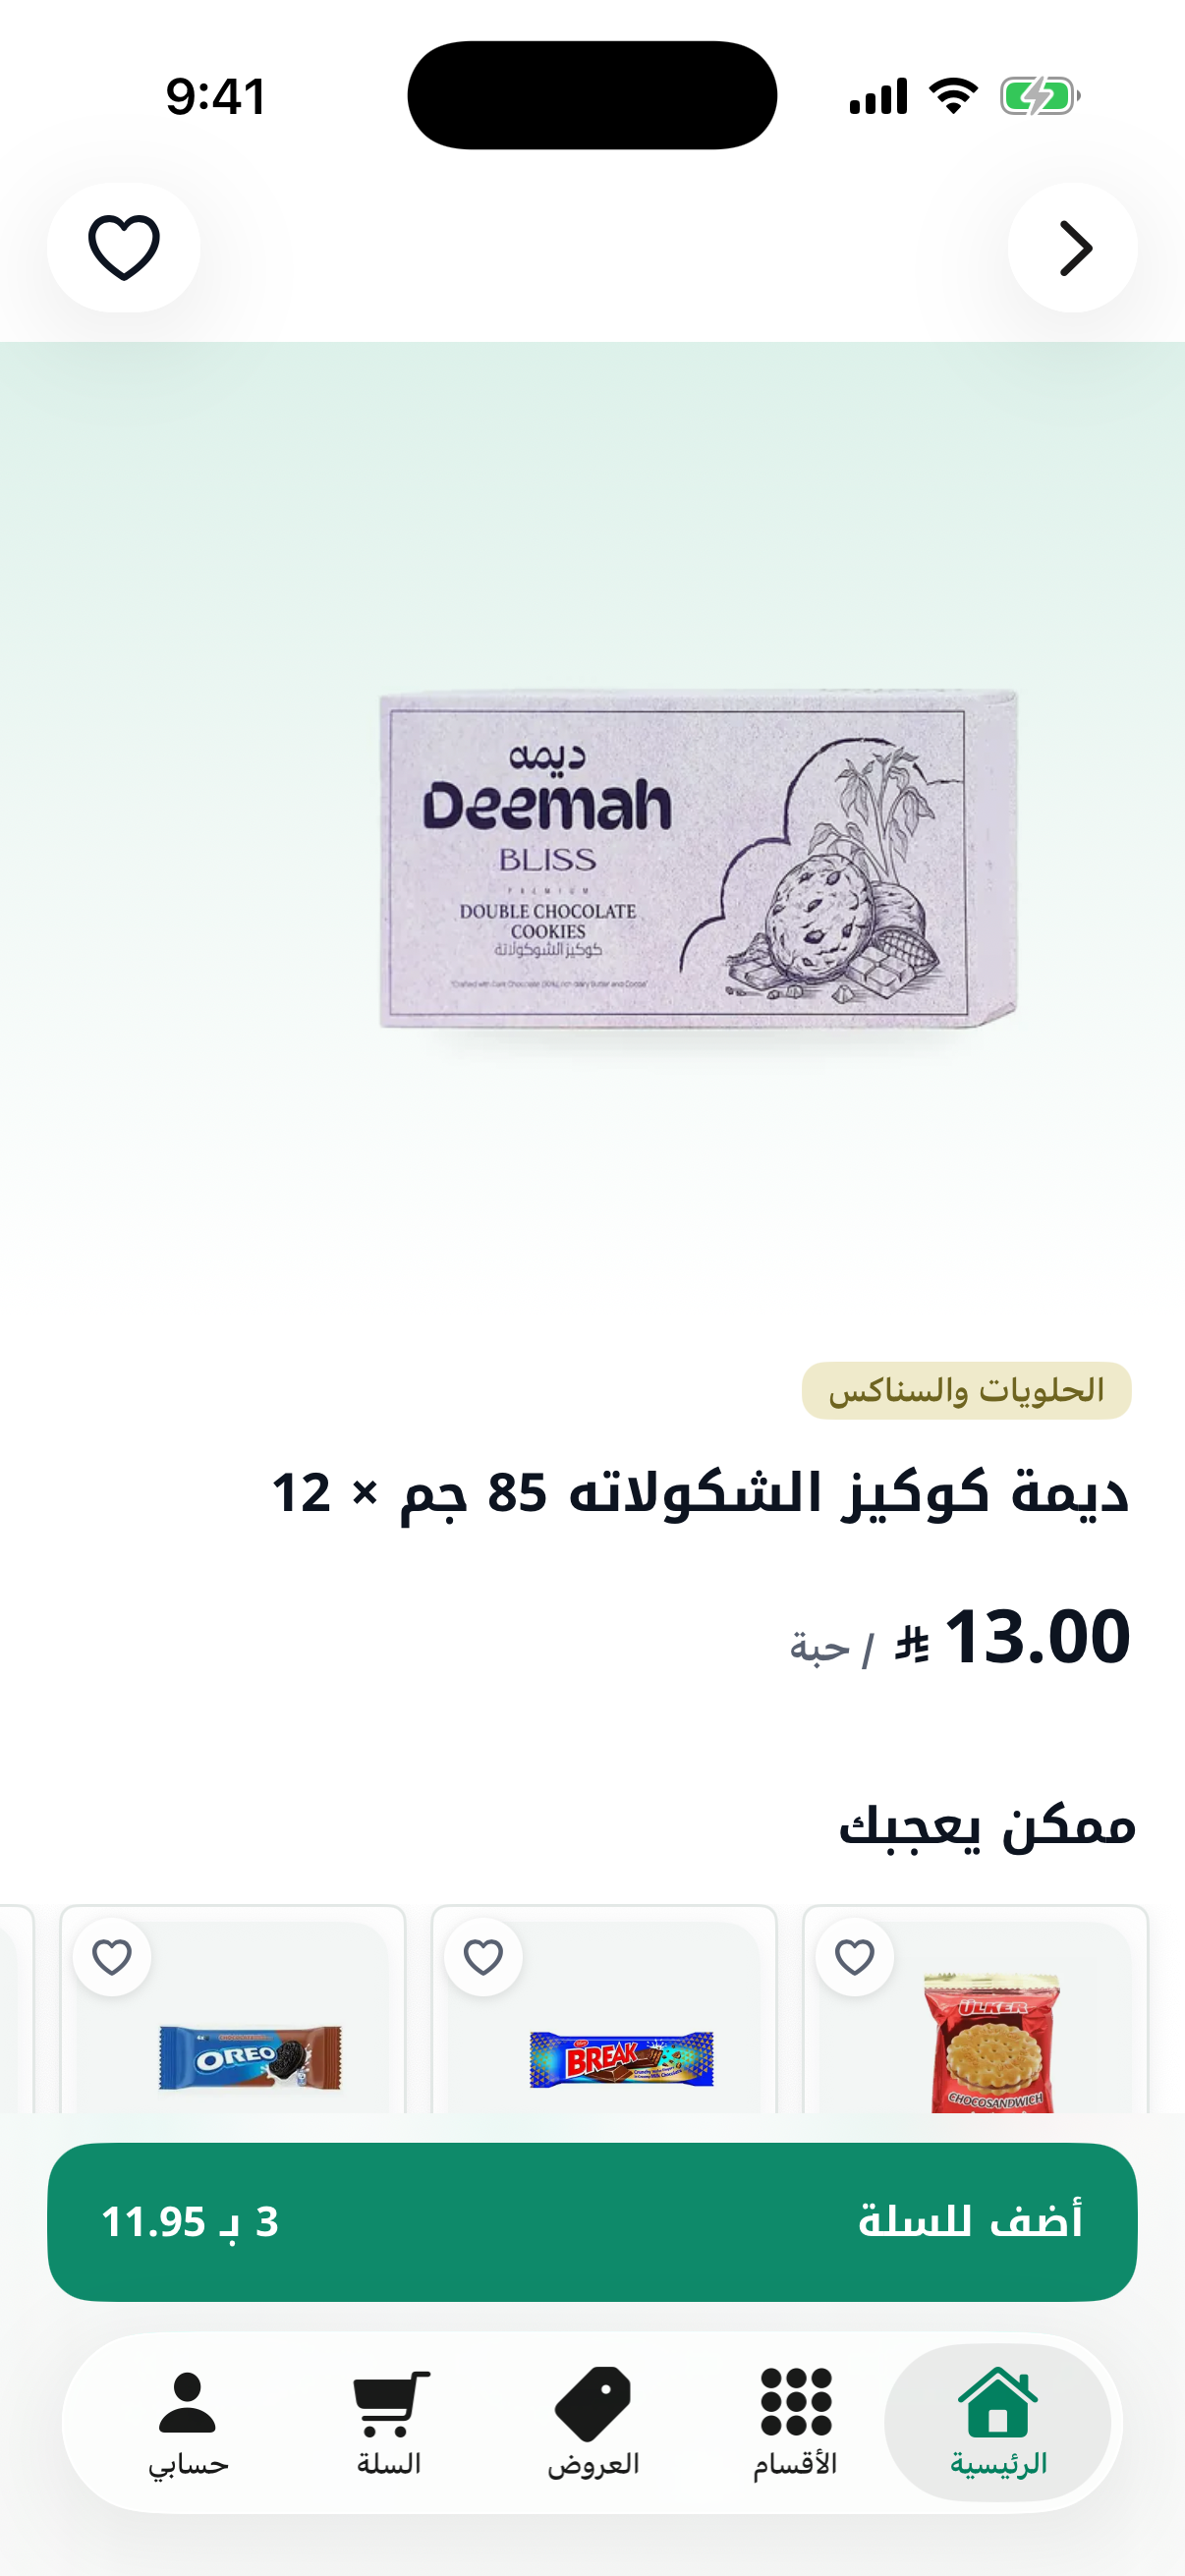 9:41
ديمه
Deemah
BLISS
PREMIUM
DOUBLE CHOCOLATE
COOKIES
كوكيز الشوكولاتة
الحلويات والسناكس
ديمة كوكيز الشكولاته 85 جم × 12
13.00 ⃁ / حبة
ممكن يعجبك
ÜLKER
CHOCOSANDWICH
BREAK
OREO
أضف للسلة
3 بـ 11.95
الرئيسية
الأقسام
العروض
السلة
حسابي